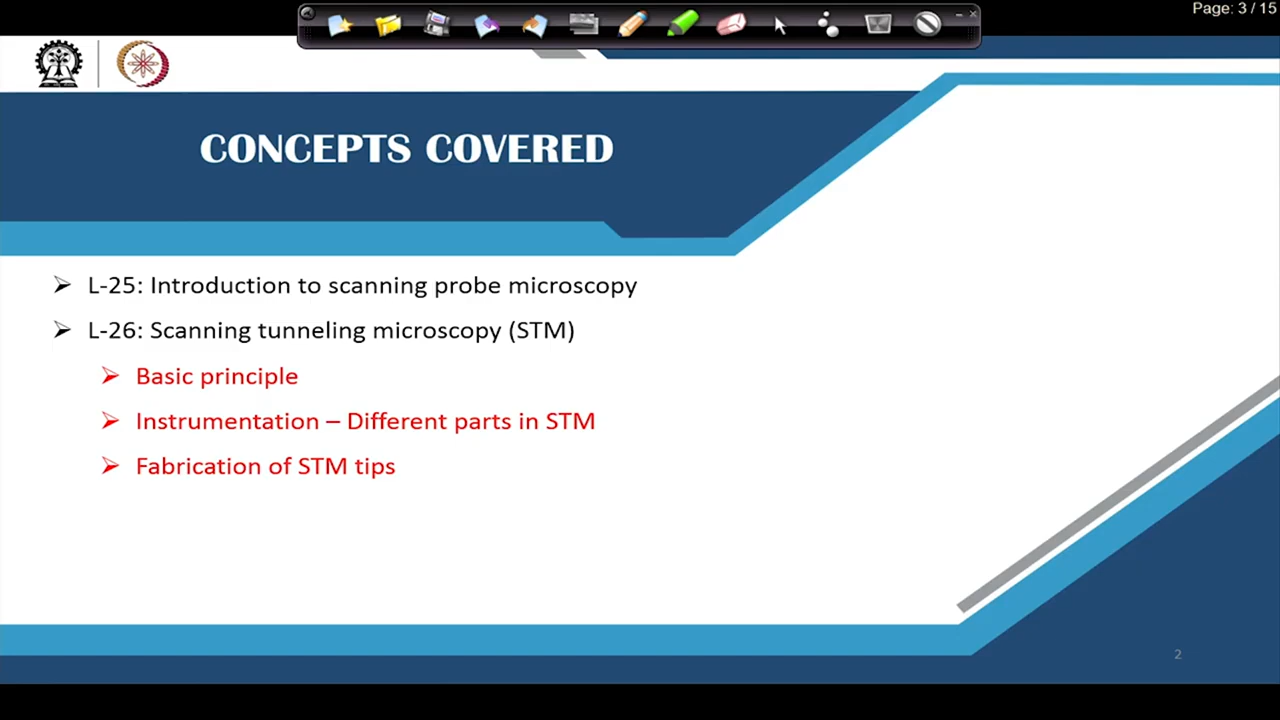 Page: 3 / 15
CONCEPTS COVERED
L-25: Introduction to scanning probe microscopy
L-26: Scanning tunneling microscopy (STM)
Basic principle
Instrumentation – Different parts in STM
Fabrication of STM tips
2